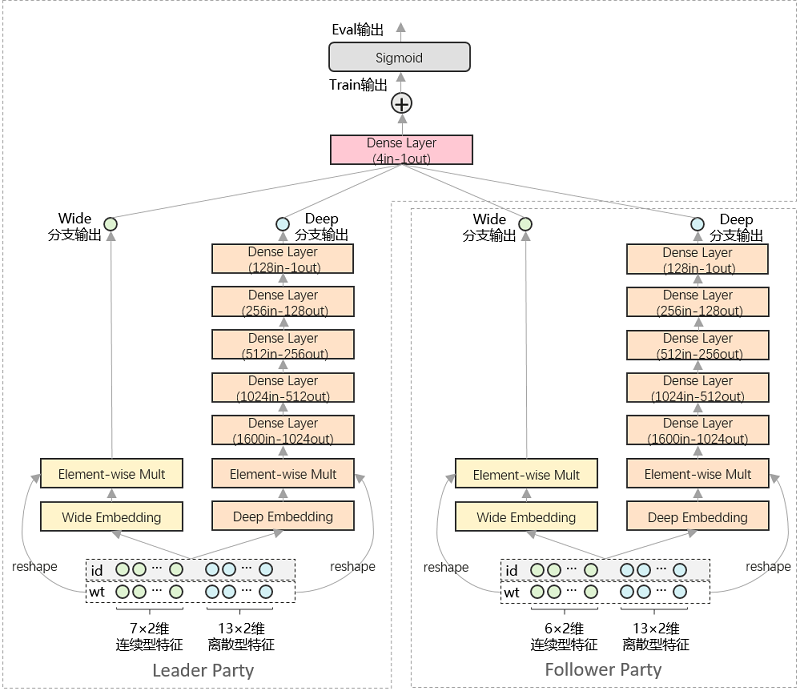 Eval输出
Sigmoid
Train输出
Dense Layer
(4in-1out)
Wide
分支输出
Deep
分支输出
Dense Layer
(128in-1out)
Dense Layer
(256in-128out)
Dense Layer
(512in-256out)
Dense Layer
(1024in-512out)
Dense Layer
(1600in-1024out)
Element-wise Mult
Element-wise Mult
Wide Embedding
Deep Embedding
reshape
reshape
id ··· ···
wt ··· ···
7×2维
连续型特征
13×2维
离散型特征
Leader Party
Wide
分支输出
Deep
分支输出
Dense Layer
(128in-1out)
Dense Layer
(256in-128out)
Dense Layer
(512in-256out)
Dense Layer
(1024in-512out)
Dense Layer
(1600in-1024out)
Element-wise Mult
Element-wise Mult
Wide Embedding
Deep Embedding
reshape
reshape
id ··· ···
wt ··· ···
6×2维
连续型特征
13×2维
离散型特征
Follower Party